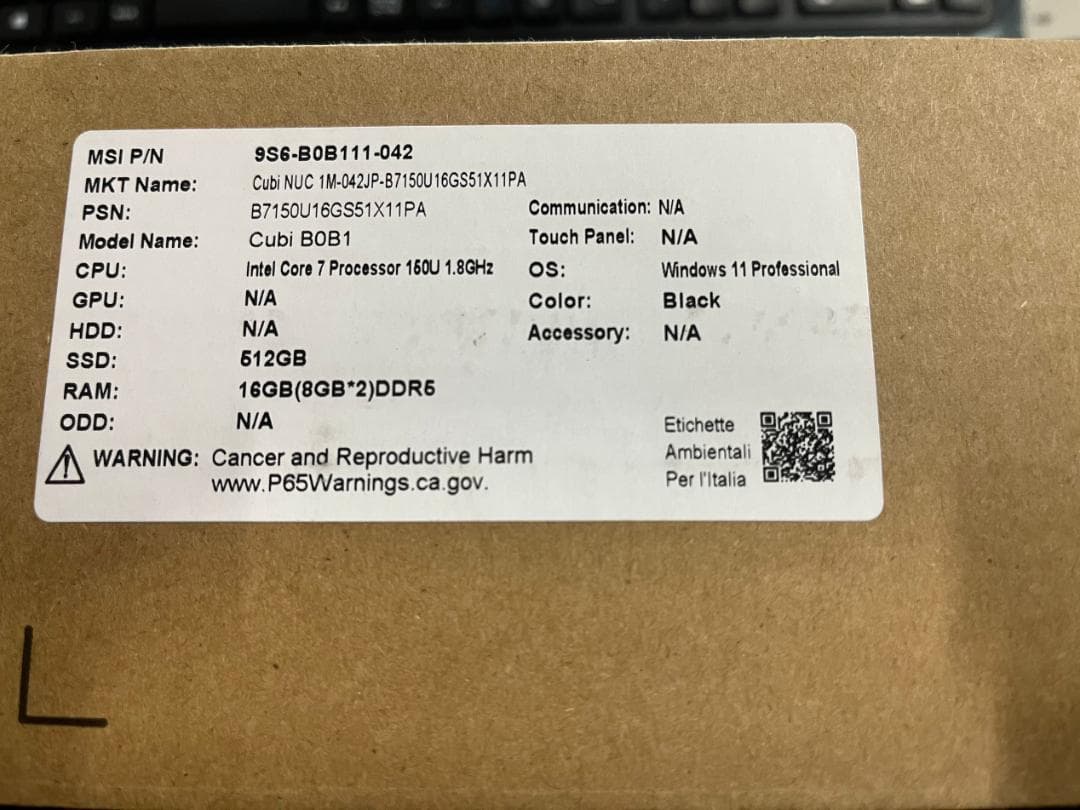 MSI P/N 9S6-B0B111-042
MKT Name: Cubi NUC 1M-042JP-B7150U16GS51X11PA
PSN: B7150U16GS51X11PA Communication: N/A
Model Name: Cubi B0B1 Touch Panel: N/A
CPU: Intel Core 7 Processor 150U 1.8GHz OS: Windows 11 Professional
GPU: N/A Color: Black
HDD: N/A Accessory: N/A
SSD: 512GB
RAM: 16GB(8GB*2)DDR5
ODD: N/A
WARNING: Cancer and Reproductive Harm
www.P65Warnings.ca.gov.
Etichette
Ambientali
Per l'Italia